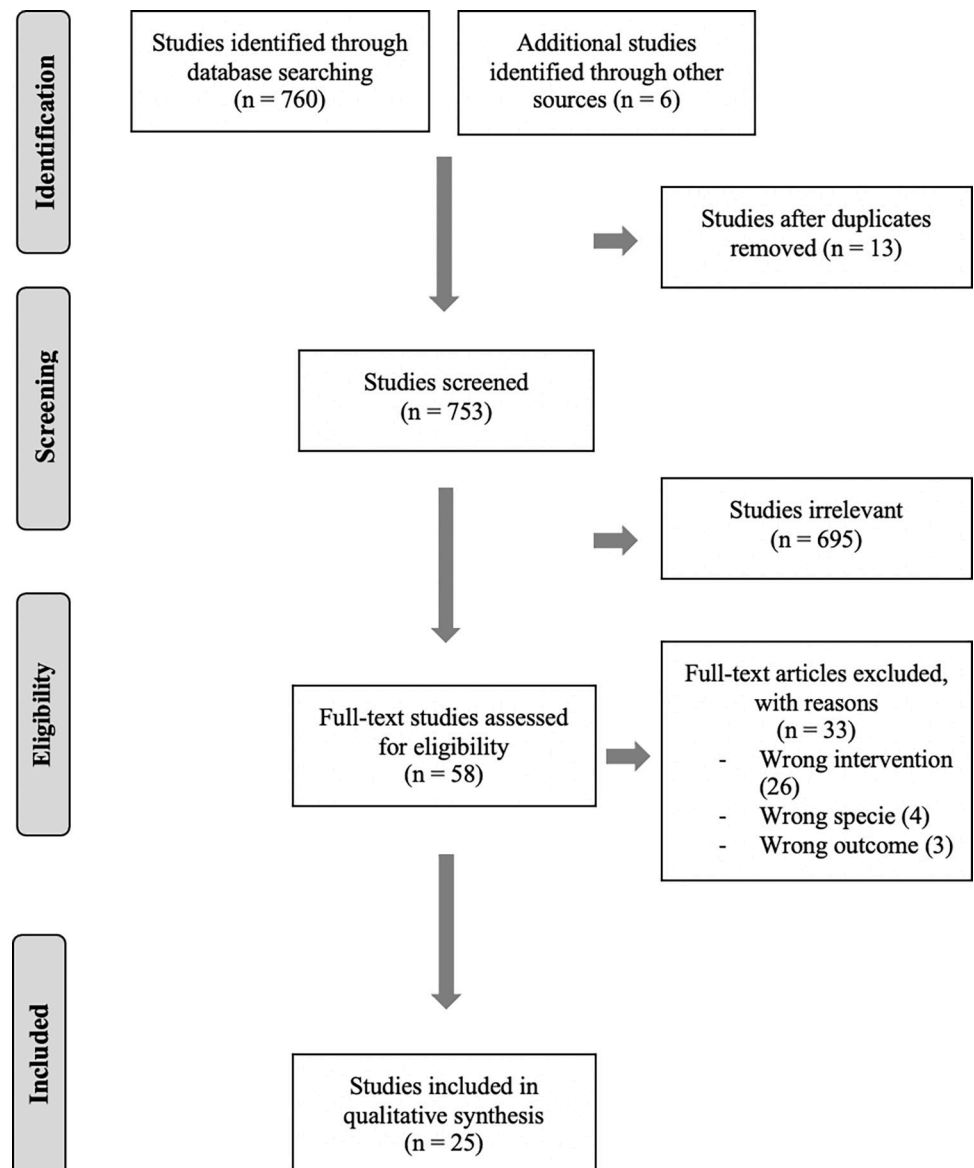 Identification
Studies identified through
database searching
(n = 760)
Additional studies
identified through other
sources (n = 6)
Studies after duplicates
removed (n = 13)
Screening
Studies screened
(n = 753)
Studies irrelevant
(n = 695)
Eligibility
Full-text studies assessed
for eligibility
(n = 58)
Full-text articles excluded,
with reasons
(n = 33)
- Wrong intervention
(26)
- Wrong specie (4)
- Wrong outcome (3)
Included
Studies included in
qualitative synthesis
(n = 25)